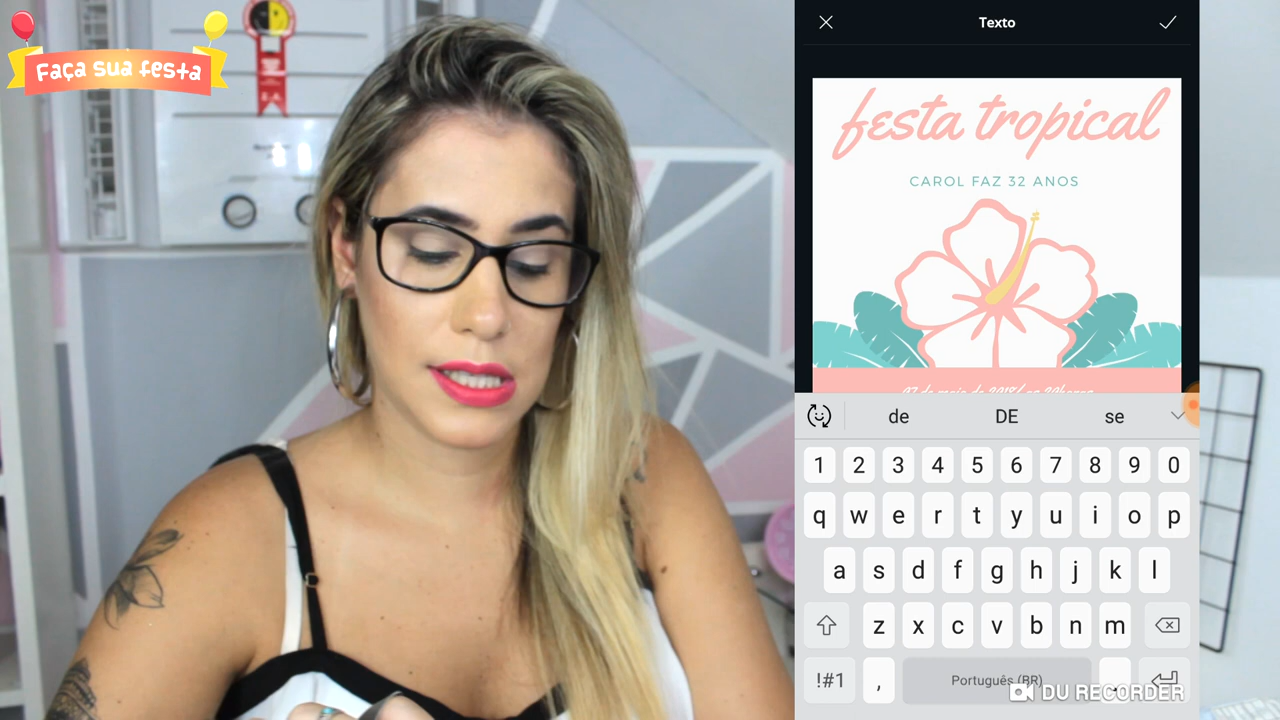 Faça sua festa
Texto
festa tropical
CAROL FAZ 32 ANOS
de DE se
1 2 3 4 5 6 7 8 9 0
q w e r t y u i o p
a s d f g h j k l
z x c v b n m
!#1 , Português (BR) .
DU RECORDER